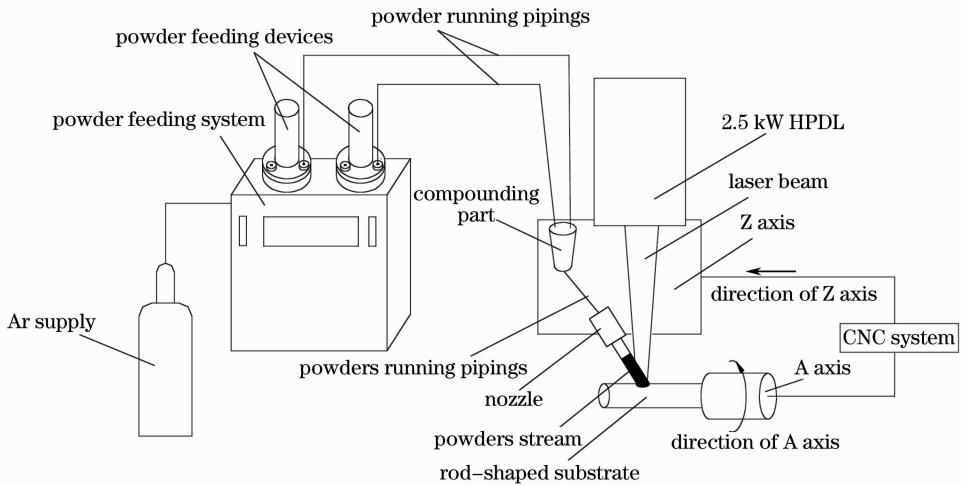 powder running pipings
powder feeding devices
powder feeding system
2.5 kW HPDL
laser beam
compounding
part
Z axis
direction of Z axis
Ar supply
CNC system
powders running pipings
A axis
nozzle
powders stream
direction of A axis
rod-shaped substrate